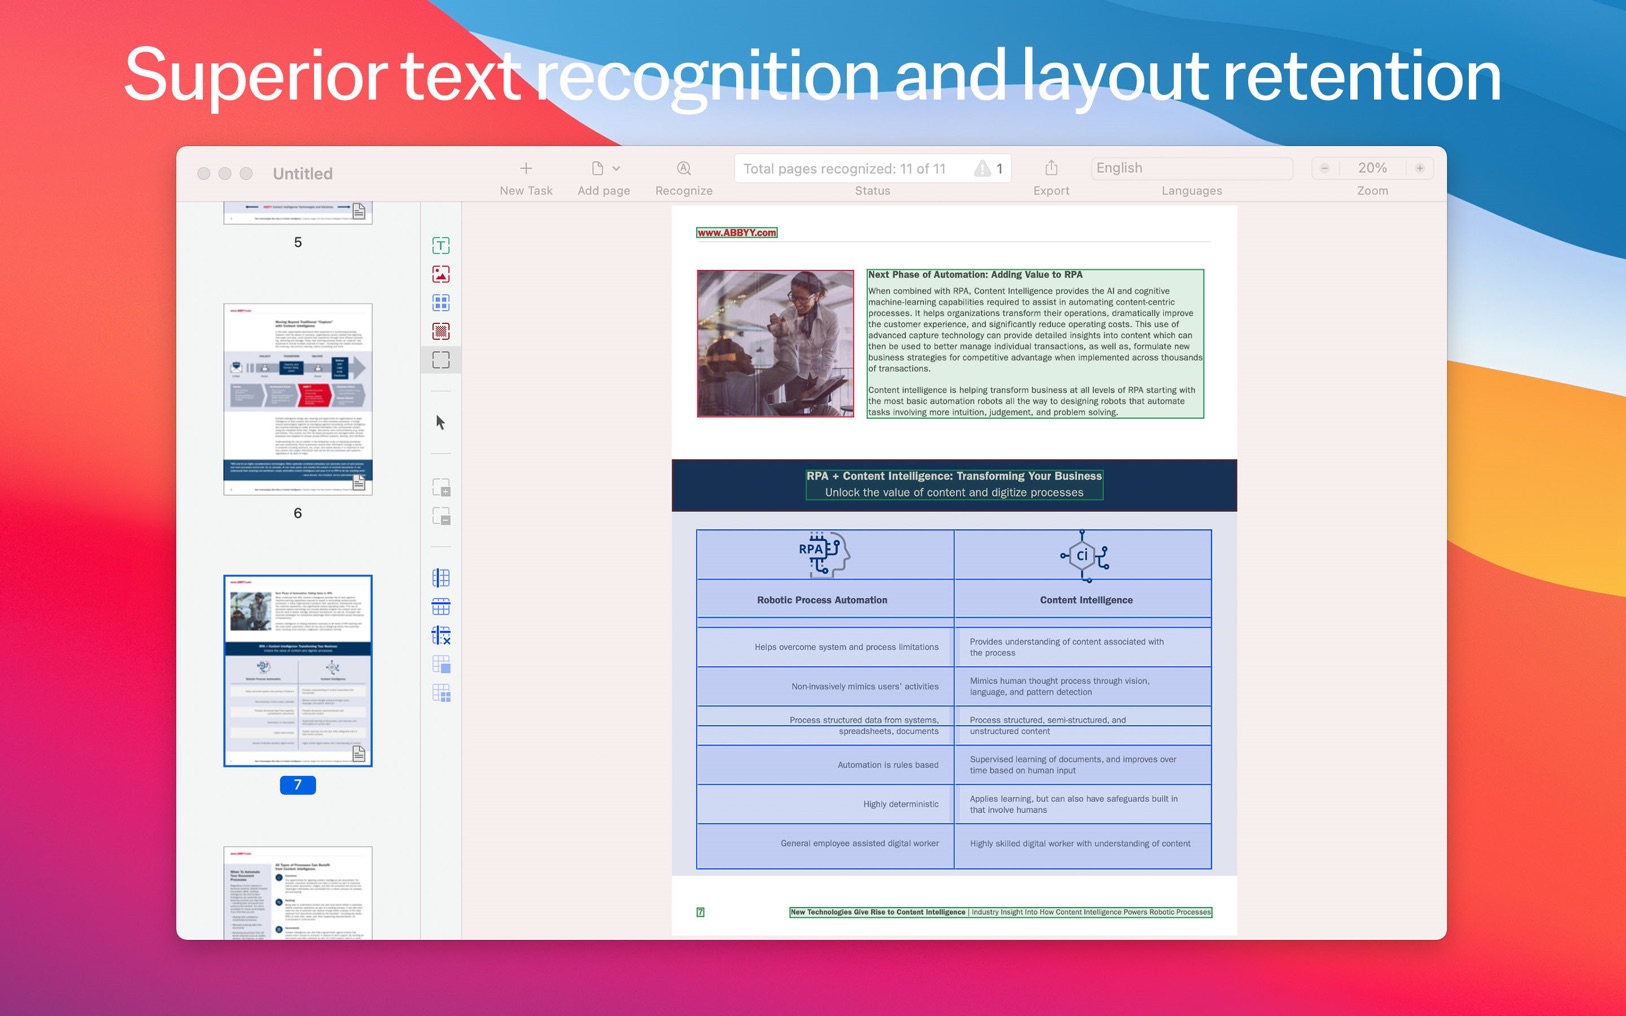 Superior text recognition and layout retention
Untitled
New Task
Add page
Recognize
Total pages recognized: 11 of 11
1
Status
Export
English
Languages
20%
Zoom
5
Moving Beyond Traditional "Capture"
with Content Intelligence
6
7
www.ABBYY.com
Next Phase of Automation: Adding Value to RPA
When combined with RPA, Content Intelligence provides the AI and cognitive
machine-learning capabilities required to assist in automating content-centric
processes. It helps organizations transform their operations, dramatically improve
the customer experience, and significantly reduce operating costs. This use of
advanced capture technology can provide detailed insights into content which can
then be used to better manage individual transactions, as well as, formulate new
business strategies for competitive advantage when implemented across thousands
of transactions.
Content intelligence is helping transform business at all levels of RPA starting with
the most basic automation robots all the way to designing robots that automate
tasks involving more intuition, judgement, and problem solving.
RPA + Content Intelligence: Transforming Your Business
Unlock the value of content and digitize processes
RPA
Ci
Robotic Process Automation
Content Intelligence
Helps overcome system and process limitations
Provides understanding of content associated with
the process
Non-invasively mimics users' activities
Mimics human thought process through vision,
language, and pattern detection
Process structured data from systems,
spreadsheets, documents
Process structured, semi-structured, and
unstructured content
Automation is rules based
Supervised learning of documents, and improves over
time based on human input
Highly deterministic
Applies learning, but can also have safeguards built in
that involve humans
General employee assisted digital worker
Highly skilled digital worker with understanding of content
7
New Technologies Give Rise to Content Intelligence | Industry Insight Into How Content Intelligence Powers Robotic Processes